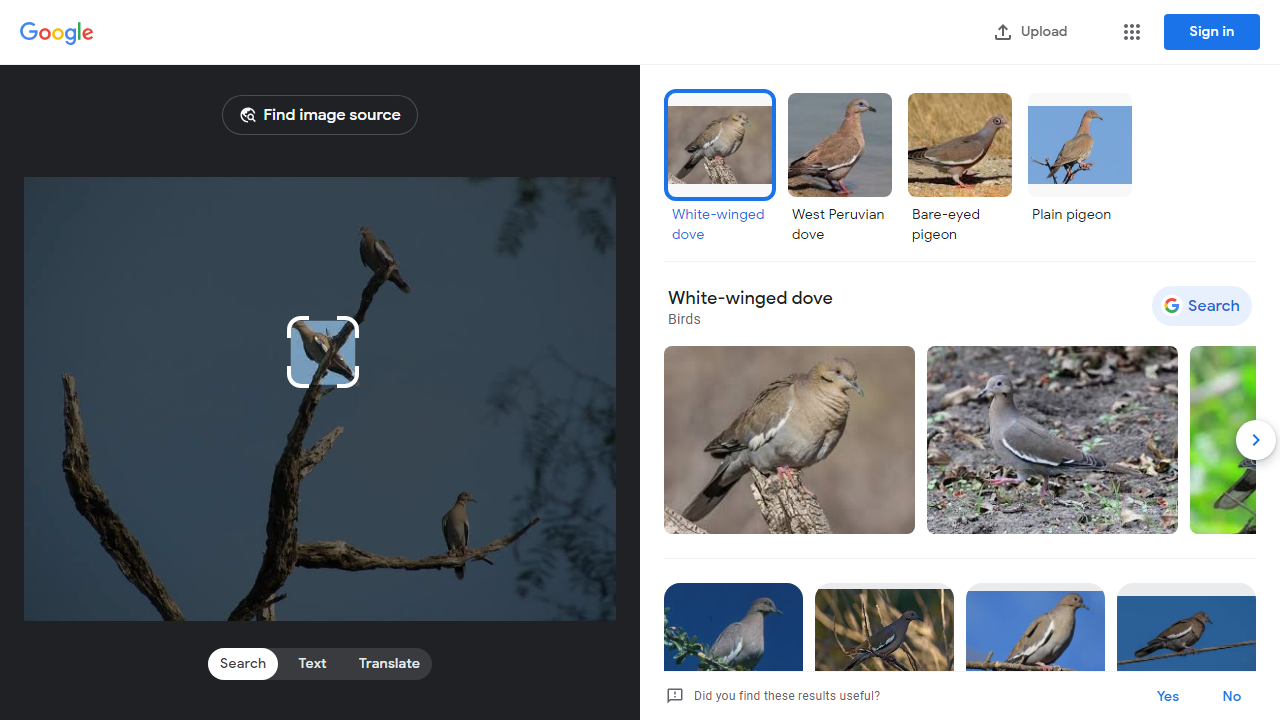 Google
Upload
Sign in
Find image source
White-winged
dove
West Peruvian
dove
Bare-eyed
pigeon
Plain pigeon
White-winged dove
Birds
Search
Search
Text
Translate
Did you find these results useful?
Yes
No